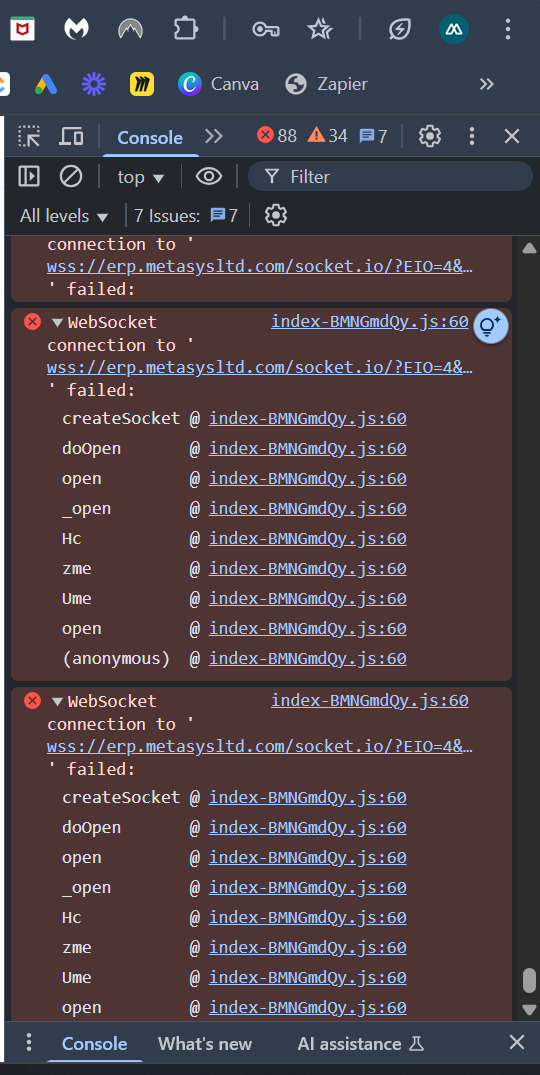 Canva Zapier
Console 88 34 7
top Filter
All levels 7 Issues: 7
connection to '
wss://erp.metasysltd.com/socket.io/?EIO=4&…
' failed:
WebSocket index-BMNGmdQy.js:60
connection to '
wss://erp.metasysltd.com/socket.io/?EIO=4&…
' failed:
createSocket @ index-BMNGmdQy.js:60
doOpen @ index-BMNGmdQy.js:60
open @ index-BMNGmdQy.js:60
_open @ index-BMNGmdQy.js:60
Hc @ index-BMNGmdQy.js:60
zme @ index-BMNGmdQy.js:60
Ume @ index-BMNGmdQy.js:60
open @ index-BMNGmdQy.js:60
(anonymous) @ index-BMNGmdQy.js:60
WebSocket index-BMNGmdQy.js:60
connection to '
wss://erp.metasysltd.com/socket.io/?EIO=4&…
' failed:
createSocket @ index-BMNGmdQy.js:60
doOpen @ index-BMNGmdQy.js:60
open @ index-BMNGmdQy.js:60
_open @ index-BMNGmdQy.js:60
Hc @ index-BMNGmdQy.js:60
zme @ index-BMNGmdQy.js:60
Ume @ index-BMNGmdQy.js:60
open @ index-BMNGmdQy.js:60
Console What's new AI assistance